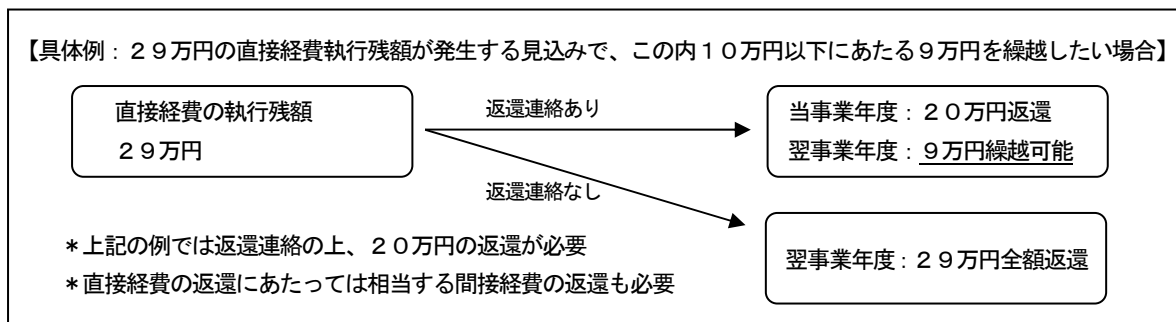 【具体例：２９万円の直接経費執行残額が発生する見込みで、この内１０万円以下にあたる９万円を繰越したい場合】
直接経費の執行残額
２９万円
返還連絡あり
当事業年度：２０万円返還
翌事業年度：９万円繰越可能
返還連絡なし
翌事業年度：２９万円全額返還
＊上記の例では返還連絡の上、２０万円の返還が必要
＊直接経費の返還にあたっては相当する間接経費の返還も必要